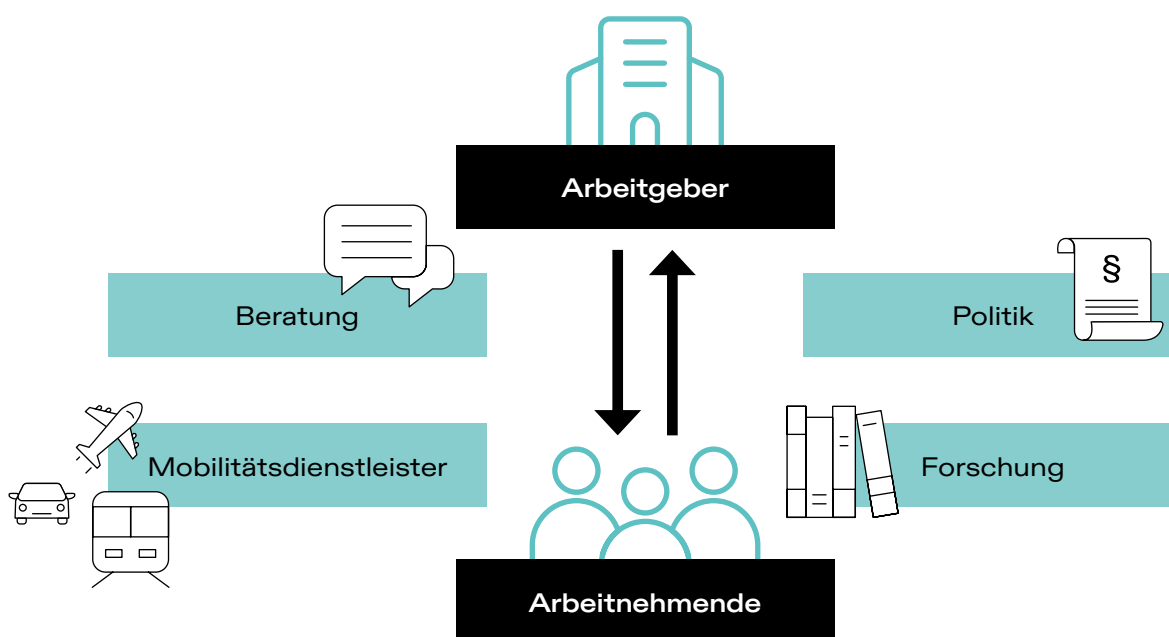 Arbeitgeber
Beratung
§
Politik
Mobilitätsdienstleister
Forschung
Arbeitnehmende